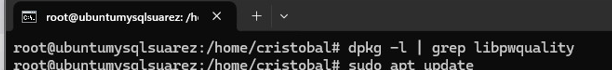 root@ubuntumysqlsuarez: /h
root@ubuntumysqlsuarez:/home/cristobal# dpkg -l | grep libpwquality
root@ubuntumysqlsuarez:/home/cristobal# sudo apt update